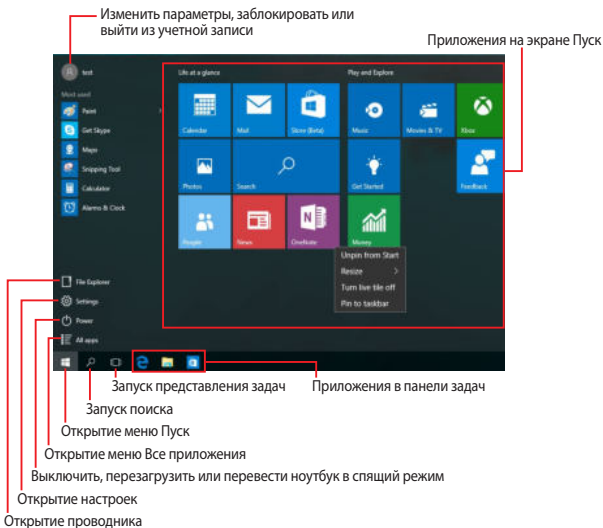 Изменить параметры, заблокировать или
выйти из учетной записи
Приложения на экране Пуск
test
Life at a glance
Play and Explore
Most used
Paint
Get Skype
Maps
Snipping Tool
Calculator
Alarms & Clock
Calendar
Mail
Store (Beta)
Music
Movies & TV
Xbox
Photos
Search
Get Started
Feedback
People
News
OneNote
Money
Unpin from Start
Resize
Turn live tile off
Pin to taskbar
File Explorer
Settings
Power
All apps
Запуск представления задач
Приложения в панели задач
Запуск поиска
Открытие меню Пуск
Открытие меню Все приложения
Выключить, перезагрузить или перевести ноутбук в спящий режим
Открытие настроек
Открытие проводника